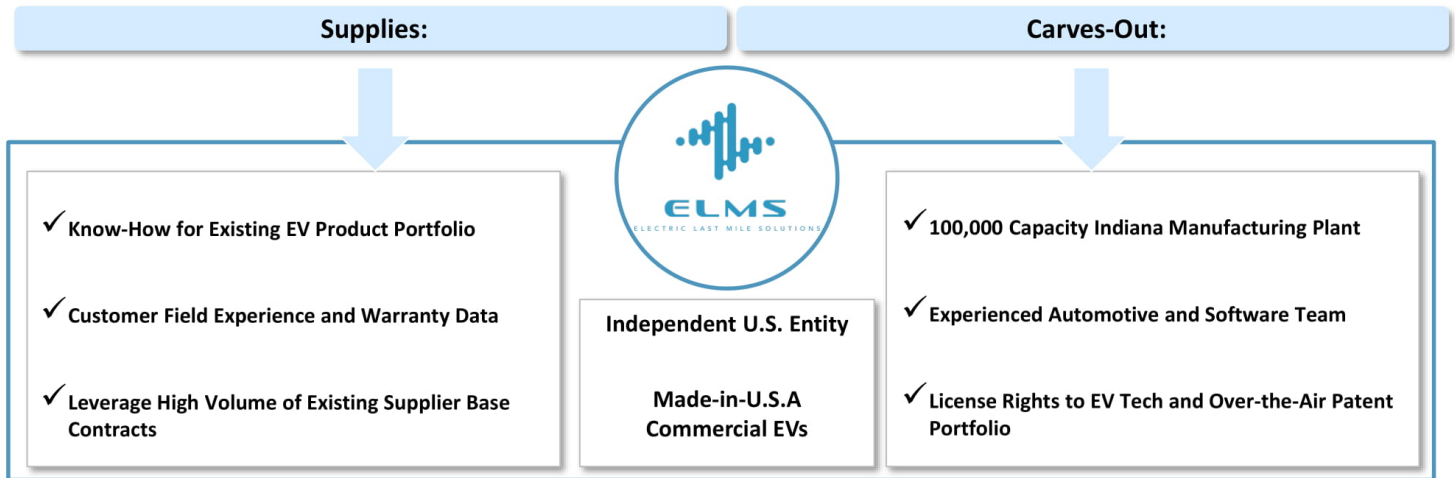 Supplies:
Carves-Out:
ELMS
ELECTRIC LAST MILE SOLUTIONS
✓ Know-How for Existing EV Product Portfolio
✓ Customer Field Experience and Warranty Data
✓ Leverage High Volume of Existing Supplier Base
Contracts
Independent U.S. Entity
Made-in-U.S.A
Commercial EVs
✓ 100,000 Capacity Indiana Manufacturing Plant
✓ Experienced Automotive and Software Team
✓ License Rights to EV Tech and Over-the-Air Patent
Portfolio